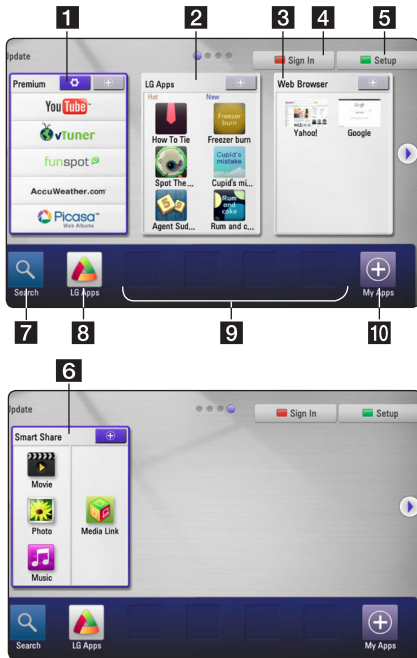 1
2
3
4
5
Update
Sign In
Setup
Premium
LG Apps
Web Browser
YouTube
vTuner
funspot
AccuWeather.com
Picasa™
Web Albums
Hot
New
How To Tie
Freezer burn
Freezer burn
Spot The...
Cupid's mistake
Cupid's mi...
Agent Sud...
Rum and coke
Rum and c...
Yahoo!
Google
Search
LG Apps
My Apps
7
8
9
10
6
Update
Sign In
Setup
Smart Share
Movie
Photo
Music
Media Link
Search
LG Apps
My Apps